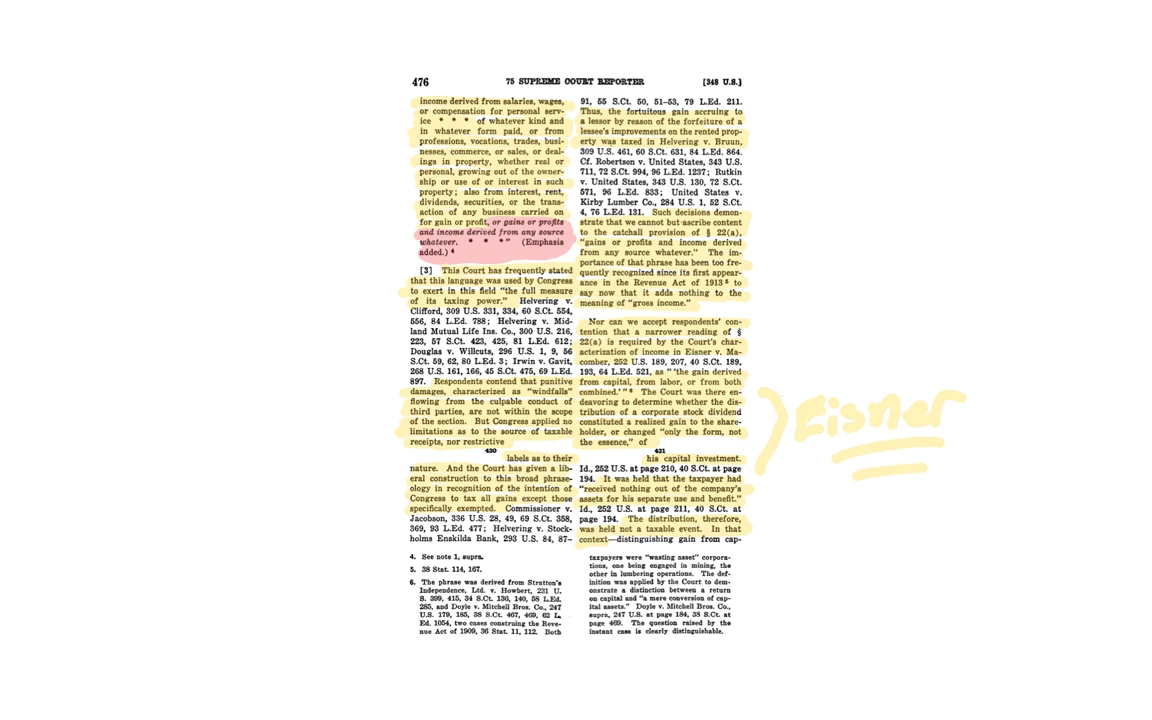 476
75 SUPREME COURT REPORTER
[348 U.S.]
income derived from salaries, wages,
or compensation for personal serv-
ice * * * of whatever kind and
in whatever form paid, or from
professions, vocations, trades, busi-
nesses, commerce, or sales, or deal-
ings in property, whether real or
personal, growing out of the owner-
ship or use of or interest in such
property; also from interest, rent,
dividends, securities, or the trans-
action of any business carried on
for gain or profit, or gains or profits
and income derived from any source
whatever. * * *" (Emphasis
added.) 4
[3] This Court has frequently stated
that this language was used by Congress
to exert in this field "the full measure
of its taxing power." Helvering v.
Clifford, 309 U.S. 331, 334, 60 S.Ct. 554,
556, 84 L.Ed. 788; Helvering v. Mid-
land Mutual Life Ins. Co., 300 U.S. 216,
223, 57 S.Ct. 423, 425, 81 L.Ed. 612;
Douglas v. Willcuts, 296 U.S. 1, 9, 56
S.Ct. 59, 62, 80 L.Ed. 3; Irwin v. Gavit,
268 U.S. 161, 166, 45 S.Ct. 475, 69 L.Ed.
897. Respondents contend that punitive
damages, characterized as "windfalls"
flowing from the culpable conduct of
third parties, are not within the scope
of the section. But Congress applied no
limitations as to the source of taxable
receipts, nor restrictive
430
labels as to their
nature. And the Court has given a lib-
eral construction to this broad phrase-
ology in recognition of the intention of
Congress to tax all gains except those
specifically exempted. Commissioner v.
Jacobson, 336 U.S. 28, 49, 69 S.Ct. 358,
369, 93 L.Ed. 477; Helvering v. Stock-
holms Enskilda Bank, 293 U.S. 84, 87–
91, 55 S.Ct. 50, 51–53, 79 L.Ed. 211.
Thus, the fortuitous gain accruing to
a lessor by reason of the forfeiture of a
lessee's improvements on the rented prop-
erty was taxed in Helvering v. Bruun,
309 U.S. 461, 60 S.Ct. 631, 84 L.Ed. 864.
Cf. Robertson v. United States, 343 U.S.
711, 72 S.Ct. 994, 96 L.Ed. 1237; Rutkin
v. United States, 343 U.S. 130, 72 S.Ct.
571, 96 L.Ed. 833; United States v.
Kirby Lumber Co., 284 U.S. 1, 52 S.Ct.
4, 76 L.Ed. 131. Such decisions demon-
strate that we cannot but ascribe content
to the catchall provision of § 22(a),
"gains or profits and income derived
from any source whatever." The im-
portance of that phrase has been too fre-
quently recognized since its first appear-
ance in the Revenue Act of 1913 5 to
say now that it adds nothing to the
meaning of "gross income."
Nor can we accept respondents' con-
tention that a narrower reading of §
22(a) is required by the Court's char-
acterization of income in Eisner v. Ma-
comber, 252 U.S. 189, 207, 40 S.Ct. 189,
193, 64 L.Ed. 521, as "'the gain derived
from capital, from labor, or from both
combined.'" 6 The Court was there en-
deavoring to determine whether the dis-
tribution of a corporate stock dividend
constituted a realized gain to the share-
holder, or changed "only the form, not
the essence," of
431
his capital investment.
Id., 252 U.S. at page 210, 40 S.Ct. at page
194. It was held that the taxpayer had
"received nothing out of the company's
assets for his separate use and benefit."
Id., 252 U.S. at page 211, 40 S.Ct. at
page 194. The distribution, therefore,
was held not a taxable event. In that
context—distinguishing gain from cap-
Eisner
4. See note 1, supra.
5. 38 Stat. 114, 167.
6. The phrase was derived from Stratton's
Independence, Ltd. v. Howbert, 231 U.
S. 399, 415, 34 S.Ct. 136, 140, 58 L.Ed.
285, and Doyle v. Mitchell Bros. Co., 247
U.S. 179, 185, 38 S.Ct. 467, 469, 62 L.
Ed. 1054, two cases construing the Reve-
nue Act of 1909, 36 Stat. 11, 112. Both
taxpayers were "wasting asset" corpora-
tions, one being engaged in mining, the
other in lumbering operations. The def-
inition was applied by the Court to dem-
onstrate a distinction between a return
on capital and "a mere conversion of cap-
ital assets." Doyle v. Mitchell Bros. Co.,
supra, 247 U.S. at page 184, 38 S.Ct. at
page 469. The question raised by the
instant case is clearly distinguishable.